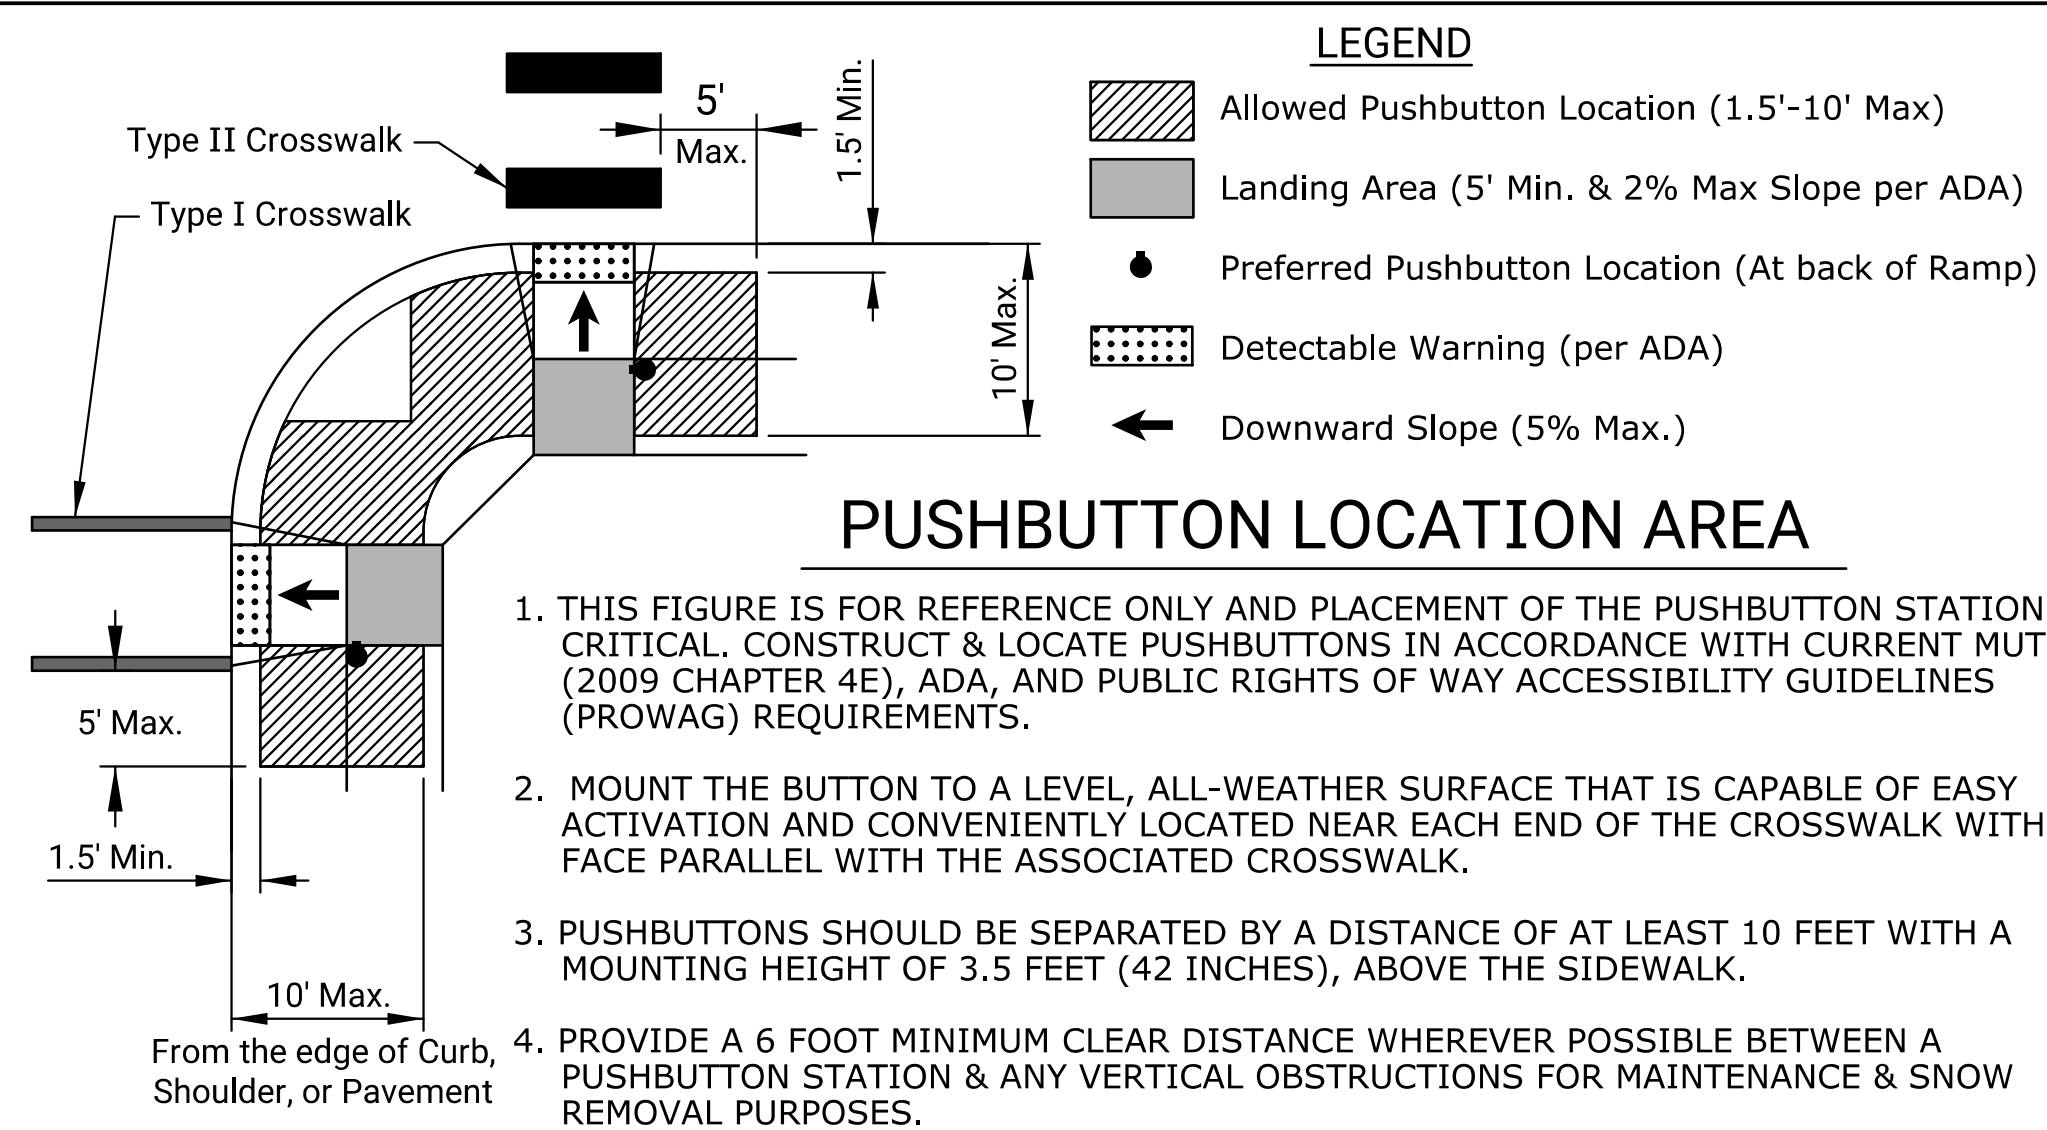 LEGEND
Allowed Pushbutton Location (1.5'-10' Max)
Landing Area (5' Min. & 2% Max Slope per ADA)
Preferred Pushbutton Location (At back of Ramp)
Detectable Warning (per ADA)
Downward Slope (5% Max.)
5'
Max.
1.5' Min.
10' Max.
Type II Crosswalk
Type I Crosswalk
5' Max.
1.5' Min.
10' Max.
From the edge of Curb,
Shoulder, or Pavement
PUSHBUTTON LOCATION AREA
1. THIS FIGURE IS FOR REFERENCE ONLY AND PLACEMENT OF THE PUSHBUTTON STATION
CRITICAL. CONSTRUCT & LOCATE PUSHBUTTONS IN ACCORDANCE WITH CURRENT MUT
(2009 CHAPTER 4E), ADA, AND PUBLIC RIGHTS OF WAY ACCESSIBILITY GUIDELINES
(PROWAG) REQUIREMENTS.
2. MOUNT THE BUTTON TO A LEVEL, ALL-WEATHER SURFACE THAT IS CAPABLE OF EASY
ACTIVATION AND CONVENIENTLY LOCATED NEAR EACH END OF THE CROSSWALK WITH
FACE PARALLEL WITH THE ASSOCIATED CROSSWALK.
3. PUSHBUTTONS SHOULD BE SEPARATED BY A DISTANCE OF AT LEAST 10 FEET WITH A
MOUNTING HEIGHT OF 3.5 FEET (42 INCHES), ABOVE THE SIDEWALK.
4. PROVIDE A 6 FOOT MINIMUM CLEAR DISTANCE WHEREVER POSSIBLE BETWEEN A
PUSHBUTTON STATION & ANY VERTICAL OBSTRUCTIONS FOR MAINTENANCE & SNOW
REMOVAL PURPOSES.